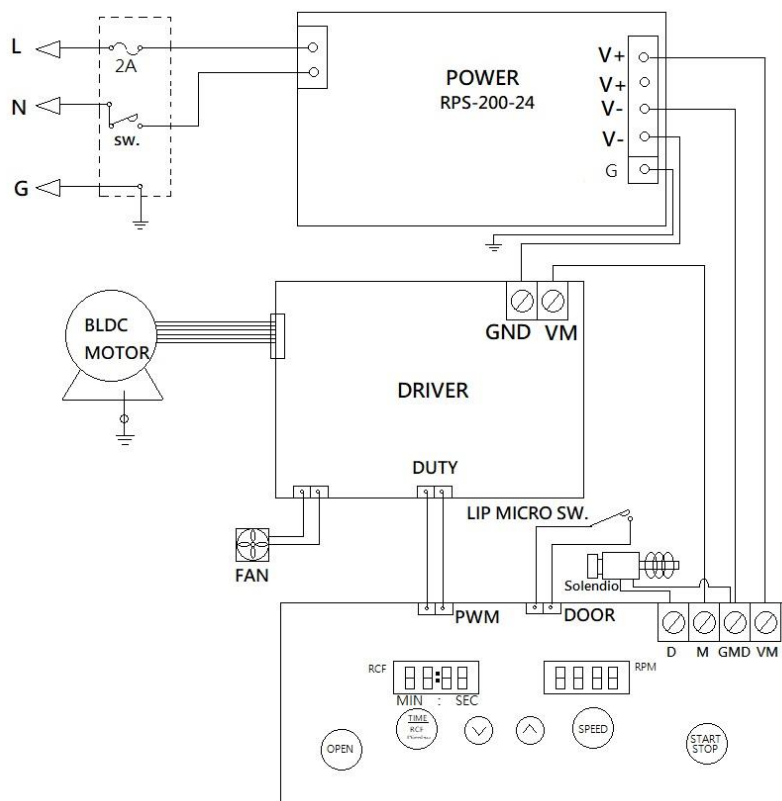 L
2A
N
sw.
G
POWER
RPS-200-24
V+
V+
V-
V-
G
BLDC
MOTOR
GND VM
DRIVER
DUTY
FAN
LIP MICRO SW.
Solendio
PWM
DOOR
D M GMD VM
RCF
RPM
MIN : SEC
OPEN
TIME
RCF
SPEED
START
STOP